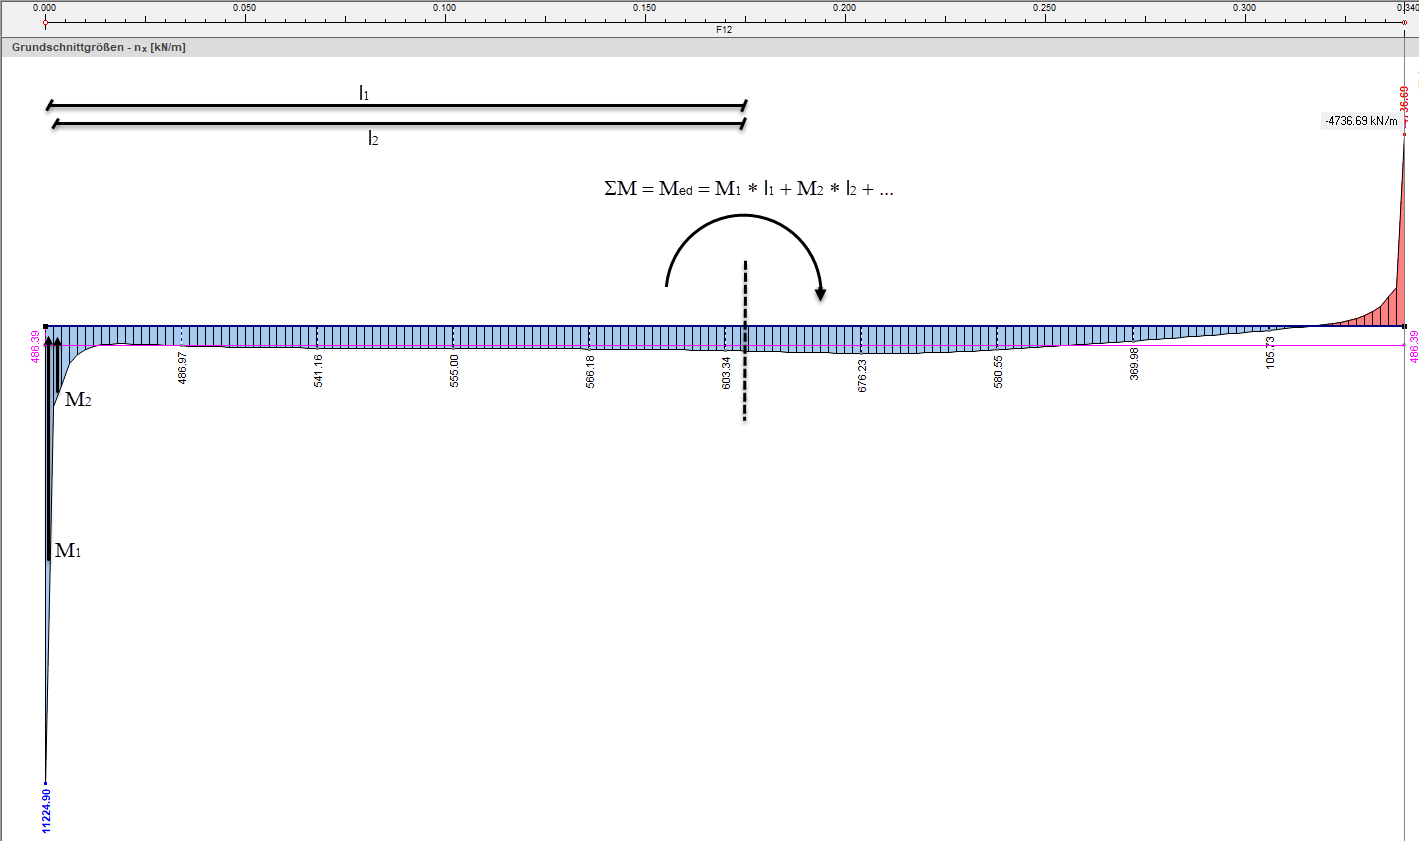 0.000 0.050 0.100 0.150 0.200 0.250 0.300 0.340
F12
Grundschnittgrößen - nx [kN/m]
l1
l2
-4736.69 kN/m
ΣM = Med = M1 * l1 + M2 * l2 + ...
486.39
486.97
541.16
555.00
566.18
603.34
676.23
580.55
369.98
105.73
486.39
M2
M1
11224.90